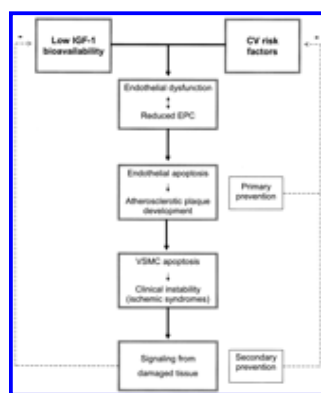 Low IGF-1
bioavailability
CV risk
factors
Endothelial dysfunction
Reduced EPC
Endothelial apoptosis
Atherosclerotic plaque
development
Primary
prevention
VSMC apoptosis
Clinical instability
(ischemic syndromes)
Signaling from
damaged tissue
Secondary
prevention